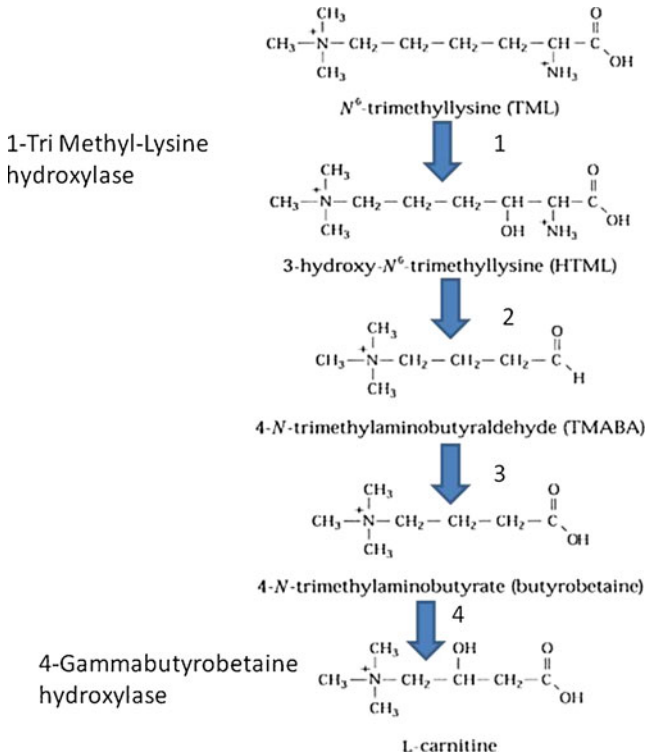 CH₃
CH₃—N—CH₂—CH₂—CH₂—CH₂—CH—C
+
O
OH
CH₃
+NH₃
N⁶-trimethyllysine (TML)
1-Tri Methyl-Lysine
hydroxylase
1
CH₃
CH₃—N—CH₂—CH₂—CH₂—CH—CH—C
+
O
OH
CH₃
OH
+NH₃
3-hydroxy-N⁶-trimethyllysine (HTML)
2
CH₃
CH₃—N—CH₂—CH₂—CH₂—C
+
O
H
CH₃
4-N-trimethylaminobutyraldehyde (TMABA)
3
CH₃
CH₃—N—CH₂—CH₂—CH₂—C
+
O
OH
CH₃
4-N-trimethylaminobutyrate (butyrobetaine)
4
4-Gammabutyrobetaine
hydroxylase
CH₃
OH
O
CH₃—N—CH₂—CH—CH₂—C
+
OH
CH₃
L-carnitine